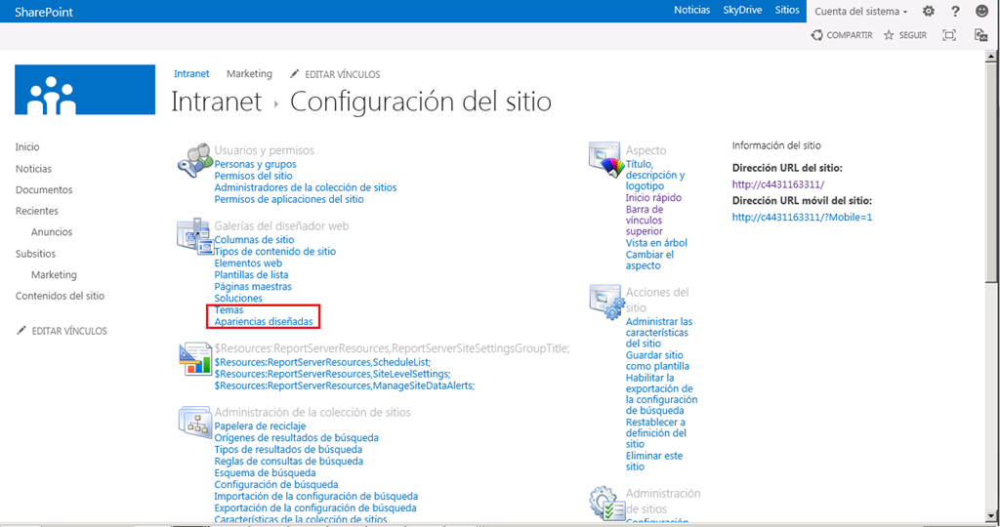 SharePoint
Noticias SkyDrive Sitios Cuenta del sistema ?
COMPARTIR SEGUIR
Intranet Marketing EDITAR VÍNCULOS
Intranet Configuración del sitio
Inicio
Noticias
Documentos
Recientes
Anuncios
Subsitios
Marketing
Contenidos del sitio
EDITAR VÍNCULOS
Usuarios y permisos
Personas y grupos
Permisos del sitio
Administradores de la colección de sitios
Permisos de aplicaciones del sitio
Galerías del diseñador web
Columnas de sitio
Tipos de contenido de sitio
Elementos web
Plantillas de lista
Páginas maestras
Soluciones
Temas
Apariencias diseñadas
$Resources:ReportServerResources,ReportServerSiteSettingsGroupTitle;
$Resources:ReportServerResources,ScheduleList;
$Resources:ReportServerResources,SiteLevelSettings;
$Resources:ReportServerResources,ManageSiteDataAlerts;
Administración de la colección de sitios
Papelera de reciclaje
Orígenes de resultados de búsqueda
Tipos de resultados de búsqueda
Reglas de consultas de búsqueda
Esquema de búsqueda
Configuración de búsqueda
Importación de la configuración de búsqueda
Exportación de la configuración de búsqueda
Características de la colección de sitios
Aspecto
Título,
descripción y
logotipo
Inicio rápido
Barra de
vínculos
superior
Vista en árbol
Cambiar el
aspecto
Acciones del
sitio
Administrar las
características
del sitio
Guardar sitio
como plantilla
Habilitar la
exportación de
la configuración
de búsqueda
Restablecer a
definición del
sitio
Eliminar este
sitio
Administración
de sitios
Configuración
Información del sitio
Dirección URL del sitio:
http://c4431163311/
Dirección URL móvil del sitio:
http://c4431163311/?Mobile=1